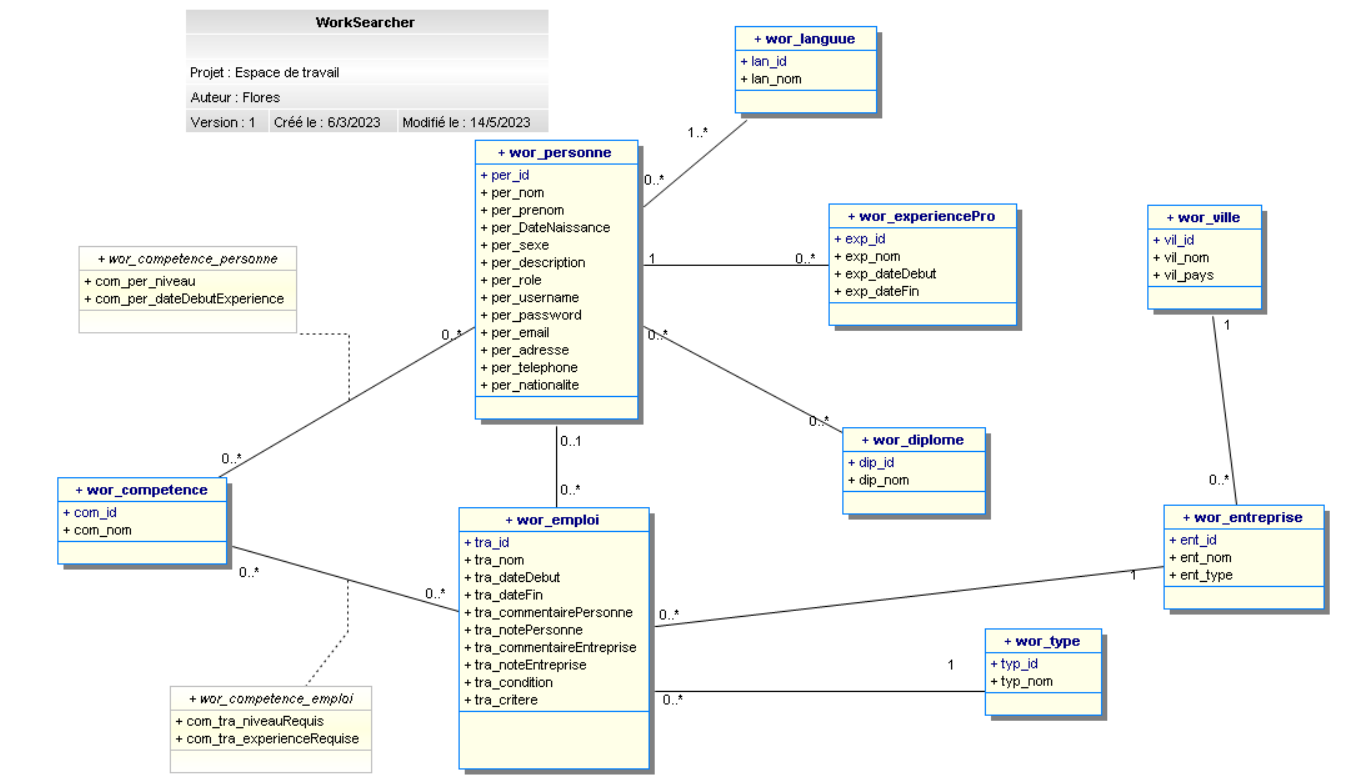 WorkSearcher
Projet : Espace de travail
Auteur : Flores
Version : 1 Créé le : 6/3/2023 Modifié le : 14/5/2023
+ wor_languue
+ lan_id
+ lan_nom
1..*
0..*
+ wor_personne
+ per_id
+ per_nom
+ per_prenom
+ per_DateNaissance
+ per_sexe
+ per_description
+ per_role
+ per_username
+ per_password
+ per_email
+ per_adresse
+ per_telephone
+ per_nationalite
+ wor_experiencePro
+ exp_id
+ exp_nom
+ exp_dateDebut
+ exp_dateFin
1
0..*
+ wor_ville
+ vil_id
+ vil_nom
+ vil_pays
1
0..*
+ wor_competence_personne
+ com_per_niveau
+ com_per_dateDebutExperience
0..*
0..*
0..*
0..*
+ wor_diplome
+ dip_id
+ dip_nom
0..1
0..*
+ wor_competence
+ com_id
+ com_nom
0..*
0..*
+ wor_emploi
+ tra_id
+ tra_nom
+ tra_dateDebut
+ tra_dateFin
+ tra_commentairePersonne
+ tra_notePersonne
+ tra_commentaireEntreprise
+ tra_noteEntreprise
+ tra_condition
+ tra_critere
+ wor_entreprise
+ ent_id
+ ent_nom
+ ent_type
1
0..*
+ wor_type
+ typ_id
+ typ_nom
1
0..*
+ wor_competence_emploi
+ com_tra_niveauRequis
+ com_tra_experienceRequise